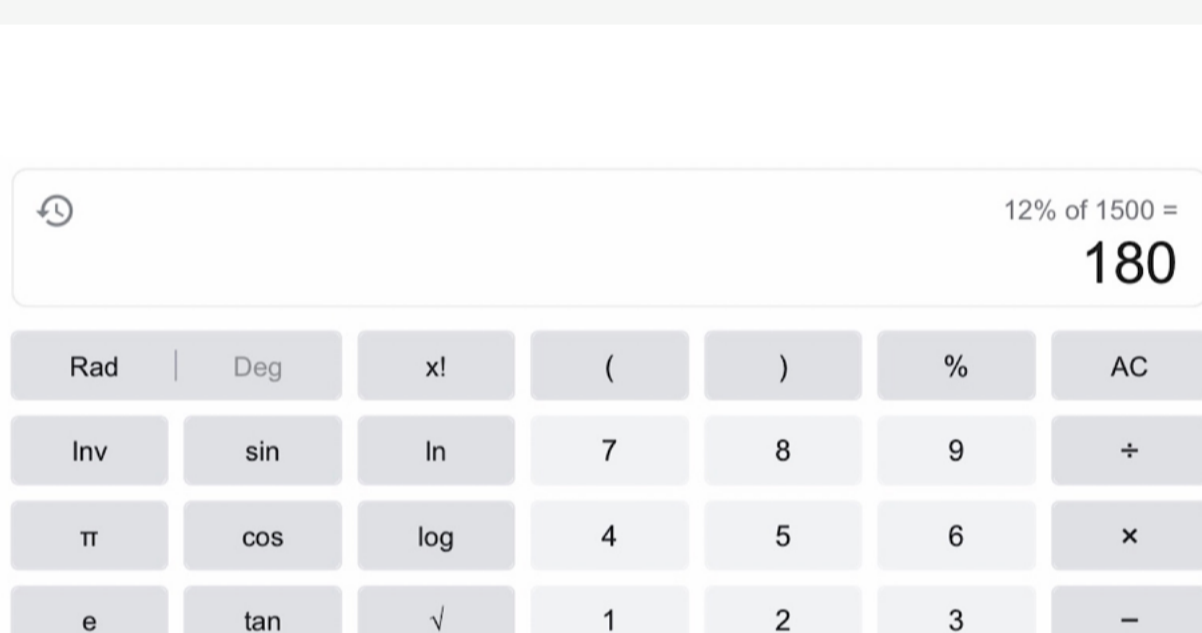 12% of 1500 =
180
Rad | Deg x! ( ) % AC
Inv sin ln 7 8 9 ÷
π cos log 4 5 6 ×
e tan √ 1 2 3 −